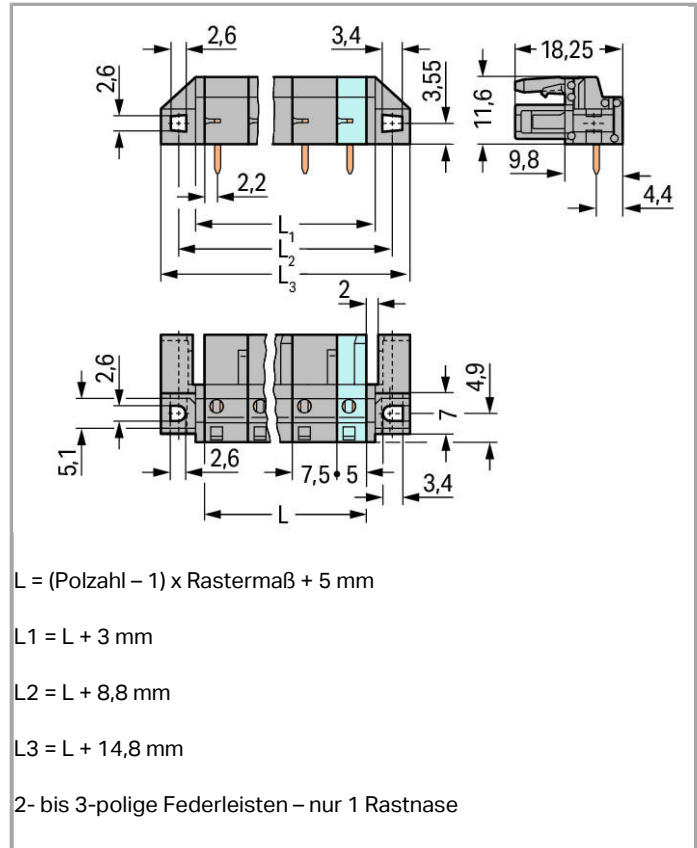 2,6
3,4
18,25
2,6
3,55
11,6
2,2
9,8
4,4
L1
L2
L3
2
2,6
4,9
7
5,1
2,6
7,5
5
3,4
L
L = (Polzahl – 1) x Rastermaß + 5 mm
L1 = L + 3 mm
L2 = L + 8,8 mm
L3 = L + 14,8 mm
2- bis 3-polige Federleisten – nur 1 Rastnase